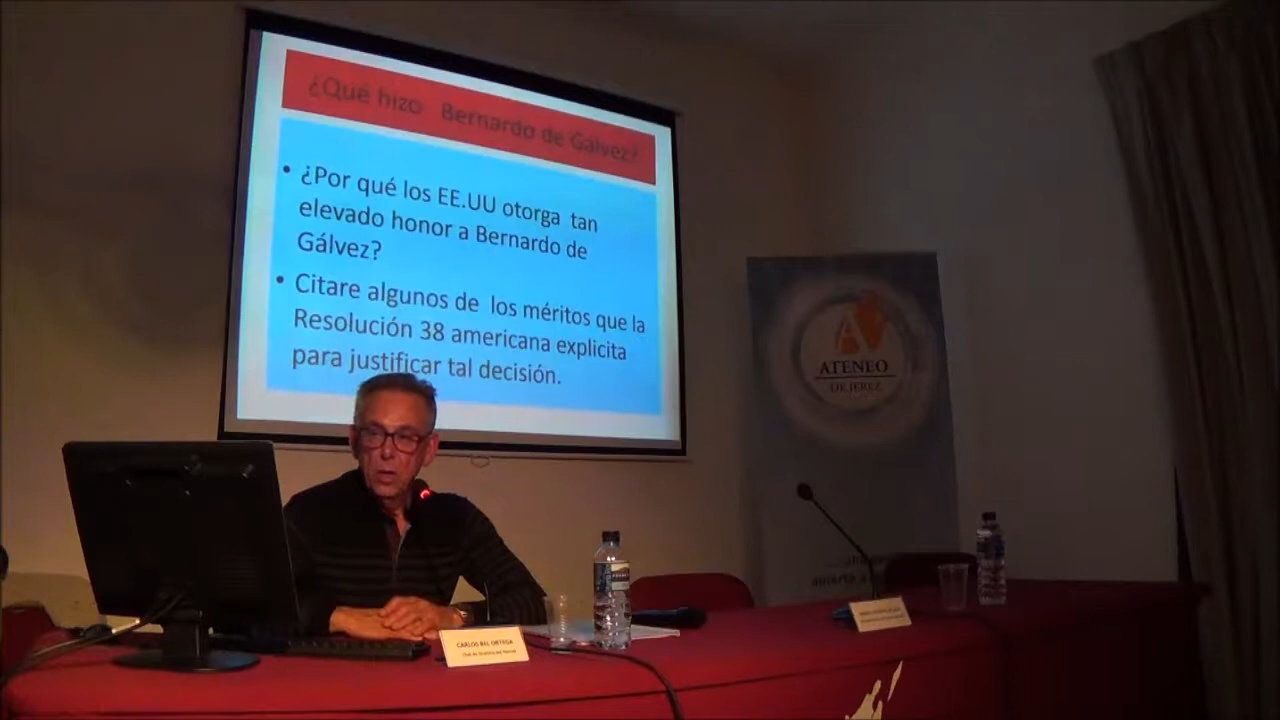 ¿Qué hizo Bernardo de Gálvez?
• ¿Por qué los EE.UU otorga tan
elevado honor a Bernardo de
Gálvez?
• Citare algunos de los méritos que la
Resolución 38 americana explicita
para justificar tal decisión.
ATENEO
DE JEREZ
CARLOS BEL ORTEGA